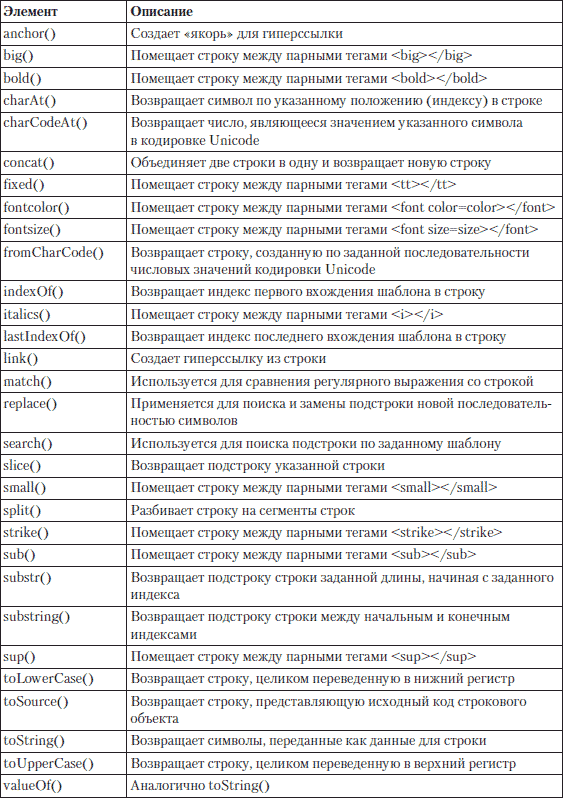 Элемент Описание
anchor() Создает «якорь» для гиперссылки
big() Помещает строку между парными тегами <big></big>
bold() Помещает строку между парными тегами <bold></bold>
charAt() Возвращает символ по указанному положению (индексу) в строке
charCodeAt() Возвращает число, являющееся значением указанного символа
в кодировке Unicode
concat() Объединяет две строки в одну и возвращает новую строку
fixed() Помещает строку между парными тегами <tt></tt>
fontcolor() Помещает строку между парными тегами <font color=color></font>
fontsize() Помещает строку между парными тегами <font size=size></font>
fromCharCode() Возвращает строку, созданную по заданной последовательности
числовых значений кодировки Unicode
indexOf() Возвращает индекс первого вхождения шаблона в строку
italics() Помещает строку между парными тегами <i></i>
lastIndexOf() Возвращает индекс последнего вхождения шаблона в строку
link() Создает гиперссылку из строки
match() Используется для сравнения регулярного выражения со строкой
replace() Применяется для поиска и замены подстроки новой последователь-
ностью символов
search() Используется для поиска подстроки по заданному шаблону
slice() Возвращает подстроку указанной строки
small() Помещает строку между парными тегами <small></small>
split() Разбивает строку на сегменты строк
strike() Помещает строку между парными тегами <strike></strike>
sub() Помещает строку между парными тегами <sub></sub>
substr() Возвращает подстроку строки заданной длины, начиная с заданного
индекса
substring() Возвращает подстроку строки между начальным и конечным
индексами
sup() Помещает строку между парными тегами <sup></sup>
toLowerCase() Возвращает строку, целиком переведенную в нижний регистр
toSource() Возвращает строку, представляющую исходный код строкового
объекта
toString() Возвращает символы, переданные как данные для строки
toUpperCase() Возвращает строку, целиком переведенную в верхний регистр
valueOf() Аналогично toString()